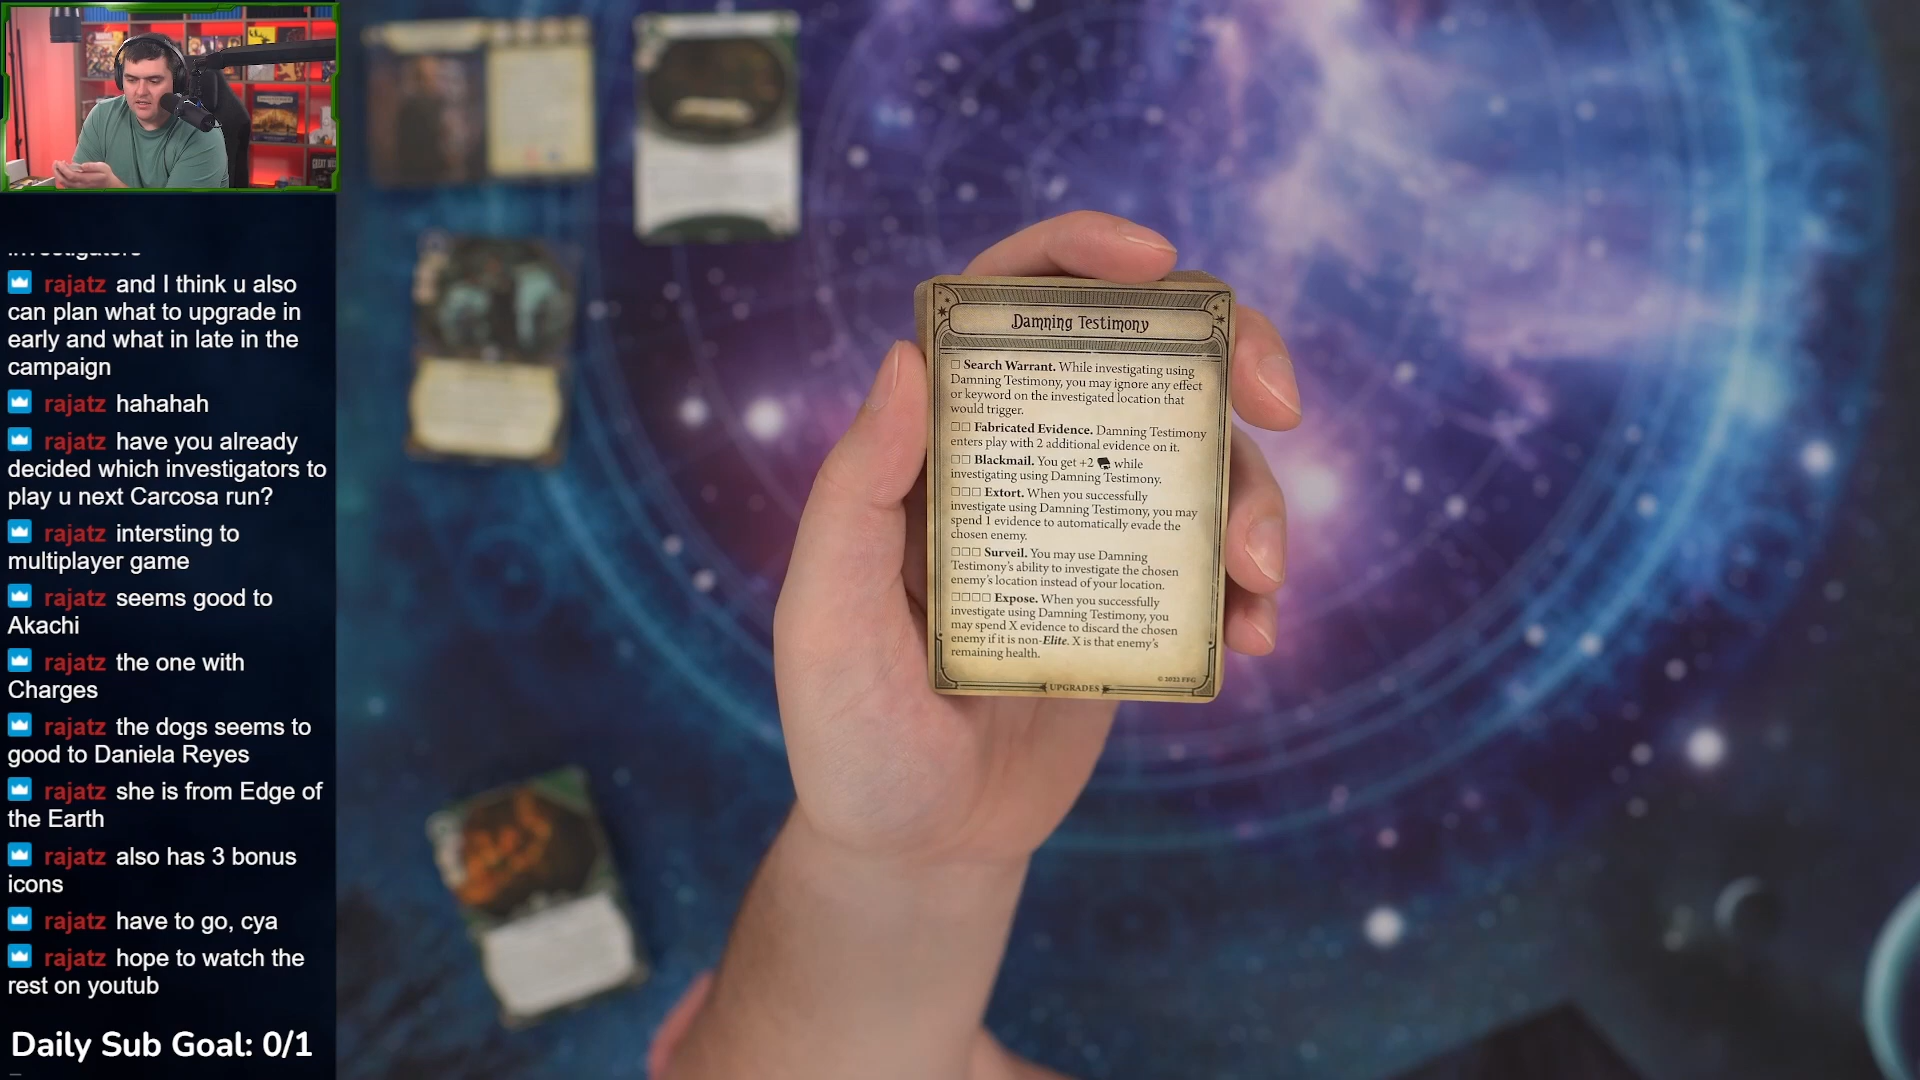 rajatz and I think u also
can plan what to upgrade in
early and what in late in the
campaign
rajatz hahahah
rajatz have you already
decided which investigators to
play u next Carcosa run?
rajatz intersting to
multiplayer game
rajatz seems good to
Akachi
rajatz the one with
Charges
rajatz the dogs seems to
good to Daniela Reyes
rajatz she is from Edge of
the Earth
rajatz also has 3 bonus
icons
rajatz have to go, cya
rajatz hope to watch the
rest on youtub
Daily Sub Goal: 0/1
Damning Testimony
☐ Search Warrant. While investigating using
Damning Testimony, you may ignore any effect
or keyword on the investigated location that
would trigger.
☐☐ Fabricated Evidence. Damning Testimony
enters play with 2 additional evidence on it.
☐☐ Blackmail. You get +2 while
investigating using Damning Testimony.
☐☐☐ Extort. When you successfully
investigate using Damning Testimony, you may
spend 1 evidence to automatically evade the
chosen enemy.
☐☐☐ Surveil. You may use Damning
Testimony's ability to investigate the chosen
enemy's location instead of your location.
☐☐☐☐ Expose. When you successfully
investigate using Damning Testimony, you
may spend X evidence to discard the chosen
enemy if it is non-Elite. X is that enemy's
remaining health.
© 2022 FFG
UPGRADES